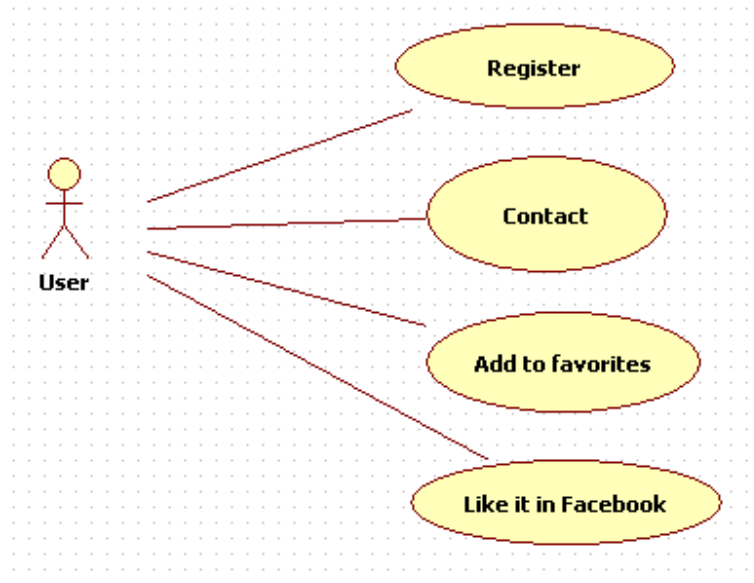 Register
Contact
User
Add to favorites
Like it in Facebook